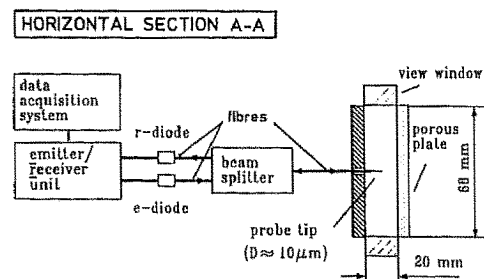 HORIZONTAL SECTION A-A
data
acquisition
system
emitter/
receiver
unit
r-diode
e-diode
fibres
beam
splitter
view window
porous
plate
68 mm
probe tip
(D≈ 10μm)
20 mm